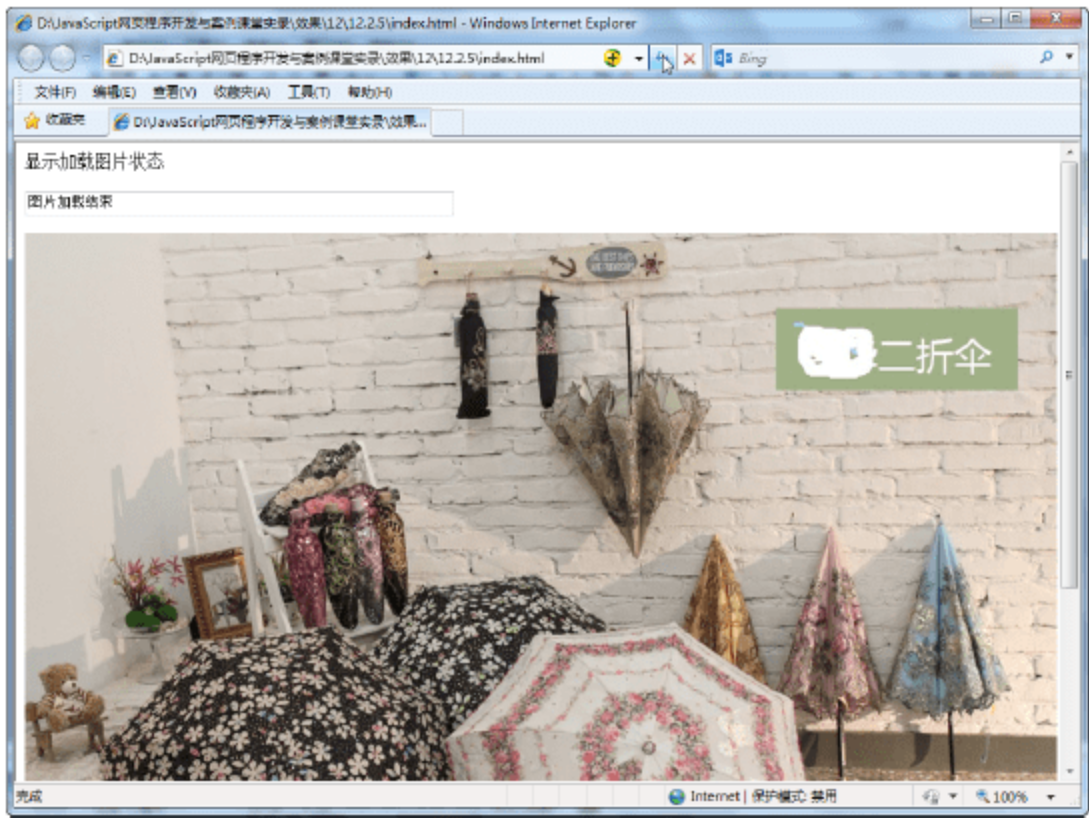 D:\JavaScript网页程序开发与案例课堂实录\效果\12\12.2.5\index.html - Windows Internet Explorer
D:\JavaScript网页程序开发与案例课堂实录\效果\12\12.2.5\index.html
Bing
文件(F) 编辑(E) 查看(V) 收藏夹(A) 工具(T) 帮助(H)
收藏夹 D:\JavaScript网页程序开发与案例课堂实录\效果...
显示加载图片状态
图片加载结束
二折伞
完成 Internet | 保护模式: 禁用 100%